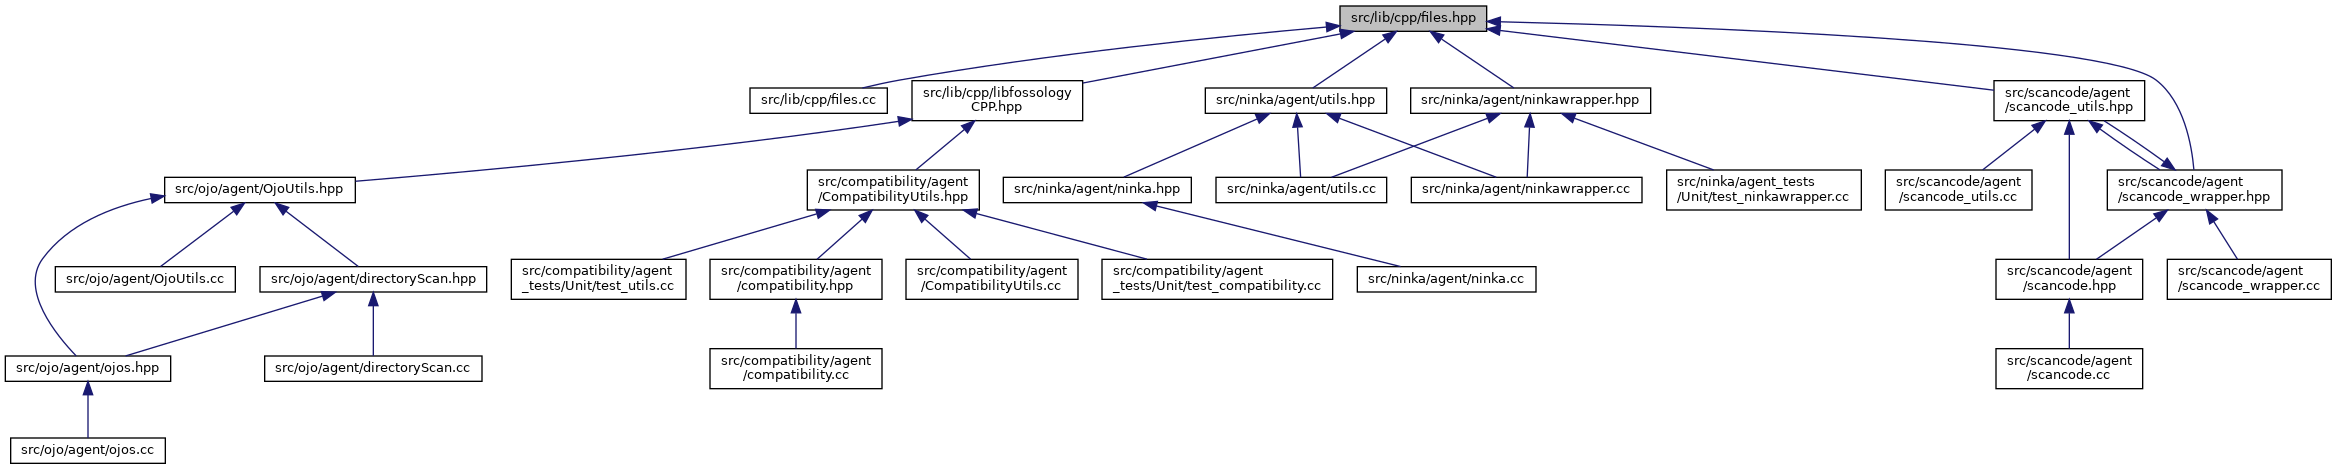 src/lib/cpp/files.hpp
src/lib/cpp/files.cc
src/lib/cpp/libfossology
CPP.hpp
src/ninka/agent/utils.hpp
src/ninka/agent/ninkawrapper.hpp
src/scancode/agent
/scancode_utils.hpp
src/ojo/agent/OjoUtils.hpp
src/compatibility/agent
/CompatibilityUtils.hpp
src/ninka/agent/ninka.hpp
src/ninka/agent/utils.cc
src/ninka/agent/ninkawrapper.cc
src/ninka/agent_tests
/Unit/test_ninkawrapper.cc
src/scancode/agent
/scancode_utils.cc
src/scancode/agent
/scancode_wrapper.hpp
src/ojo/agent/OjoUtils.cc
src/ojo/agent/directoryScan.hpp
src/compatibility/agent
_tests/Unit/test_utils.cc
src/compatibility/agent
/compatibility.hpp
src/compatibility/agent
/CompatibilityUtils.cc
src/compatibility/agent
_tests/Unit/test_compatibility.cc
src/ninka/agent/ninka.cc
src/scancode/agent
/scancode.hpp
src/scancode/agent
/scancode_wrapper.cc
src/ojo/agent/ojos.hpp
src/ojo/agent/directoryScan.cc
src/compatibility/agent
/compatibility.cc
src/scancode/agent
/scancode.cc
src/ojo/agent/ojos.cc